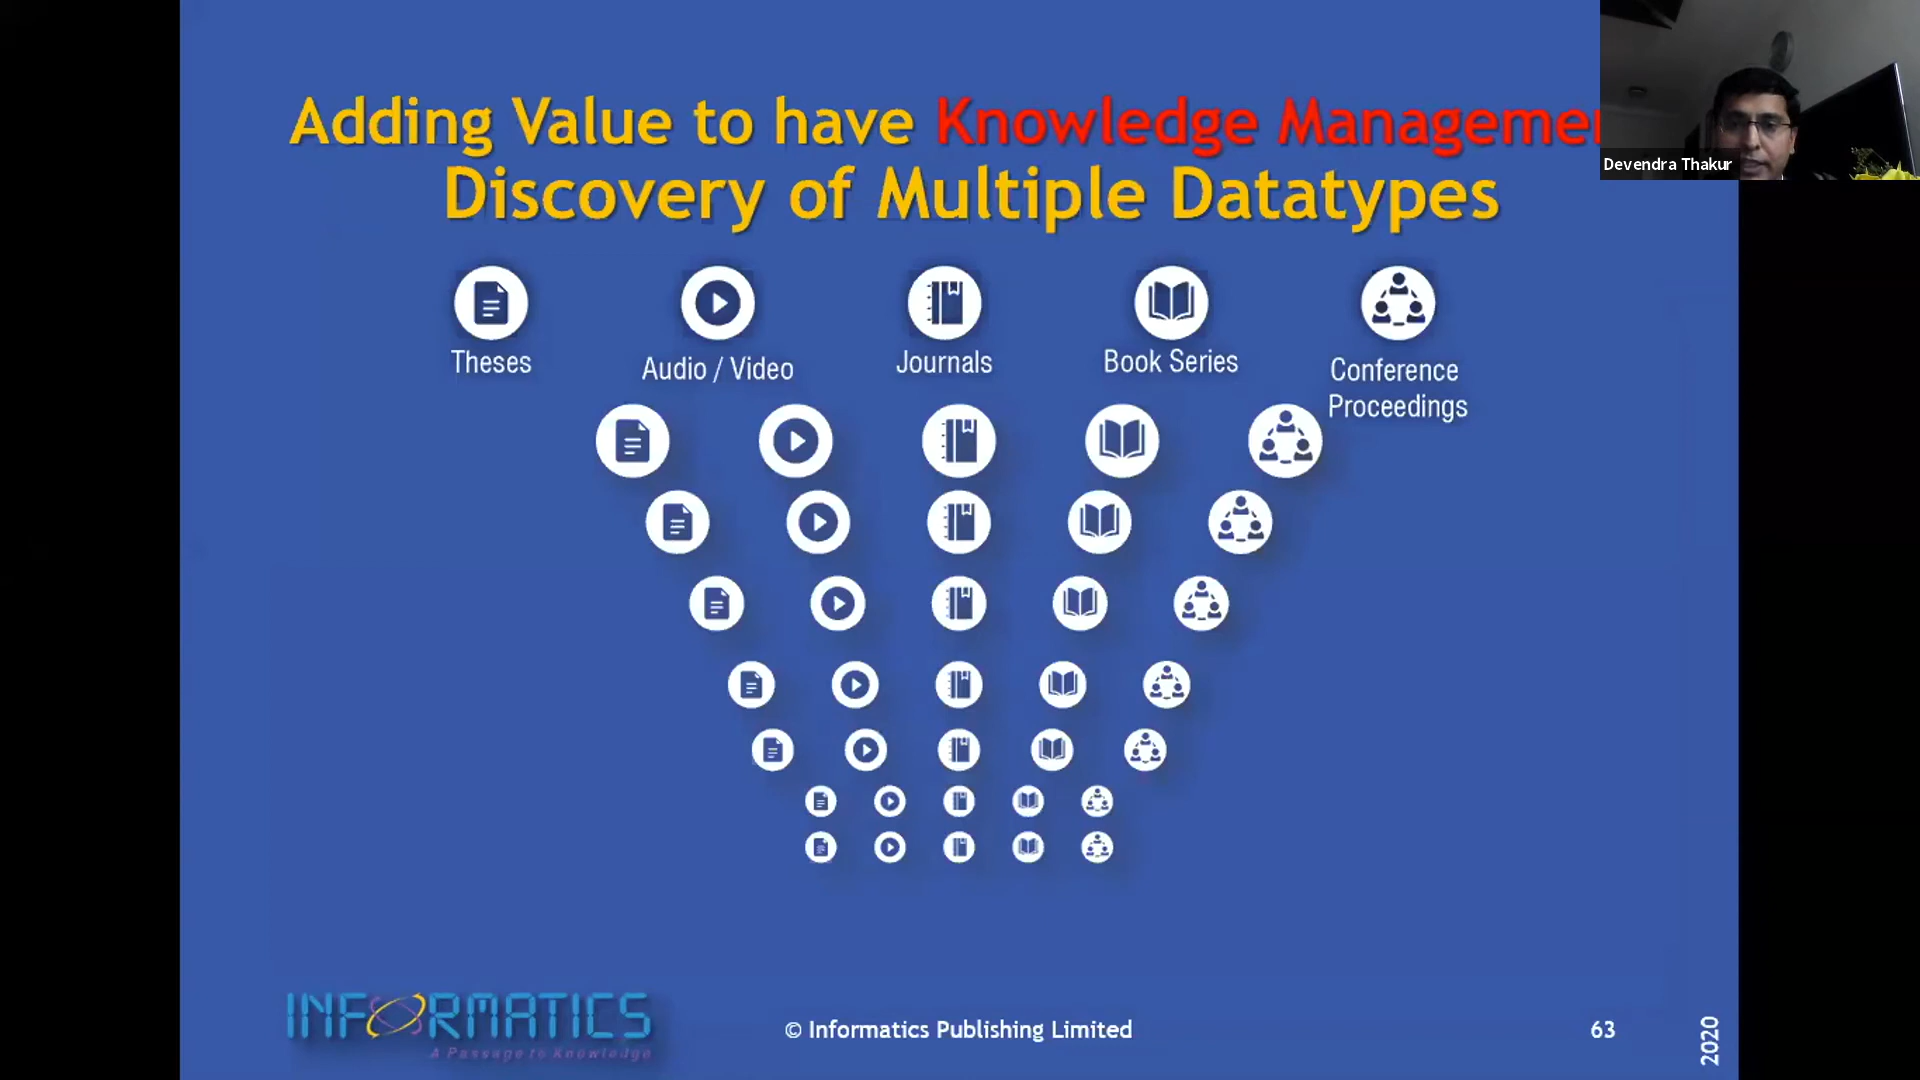 Adding Value to have Knowledge Managemen
Discovery of Multiple Datatypes
Devendra Thakur
Theses
Audio / Video
Journals
Book Series
Conference
Proceedings
INFORMATICS
A Passage to Knowledge
© Informatics Publishing Limited
63
2020